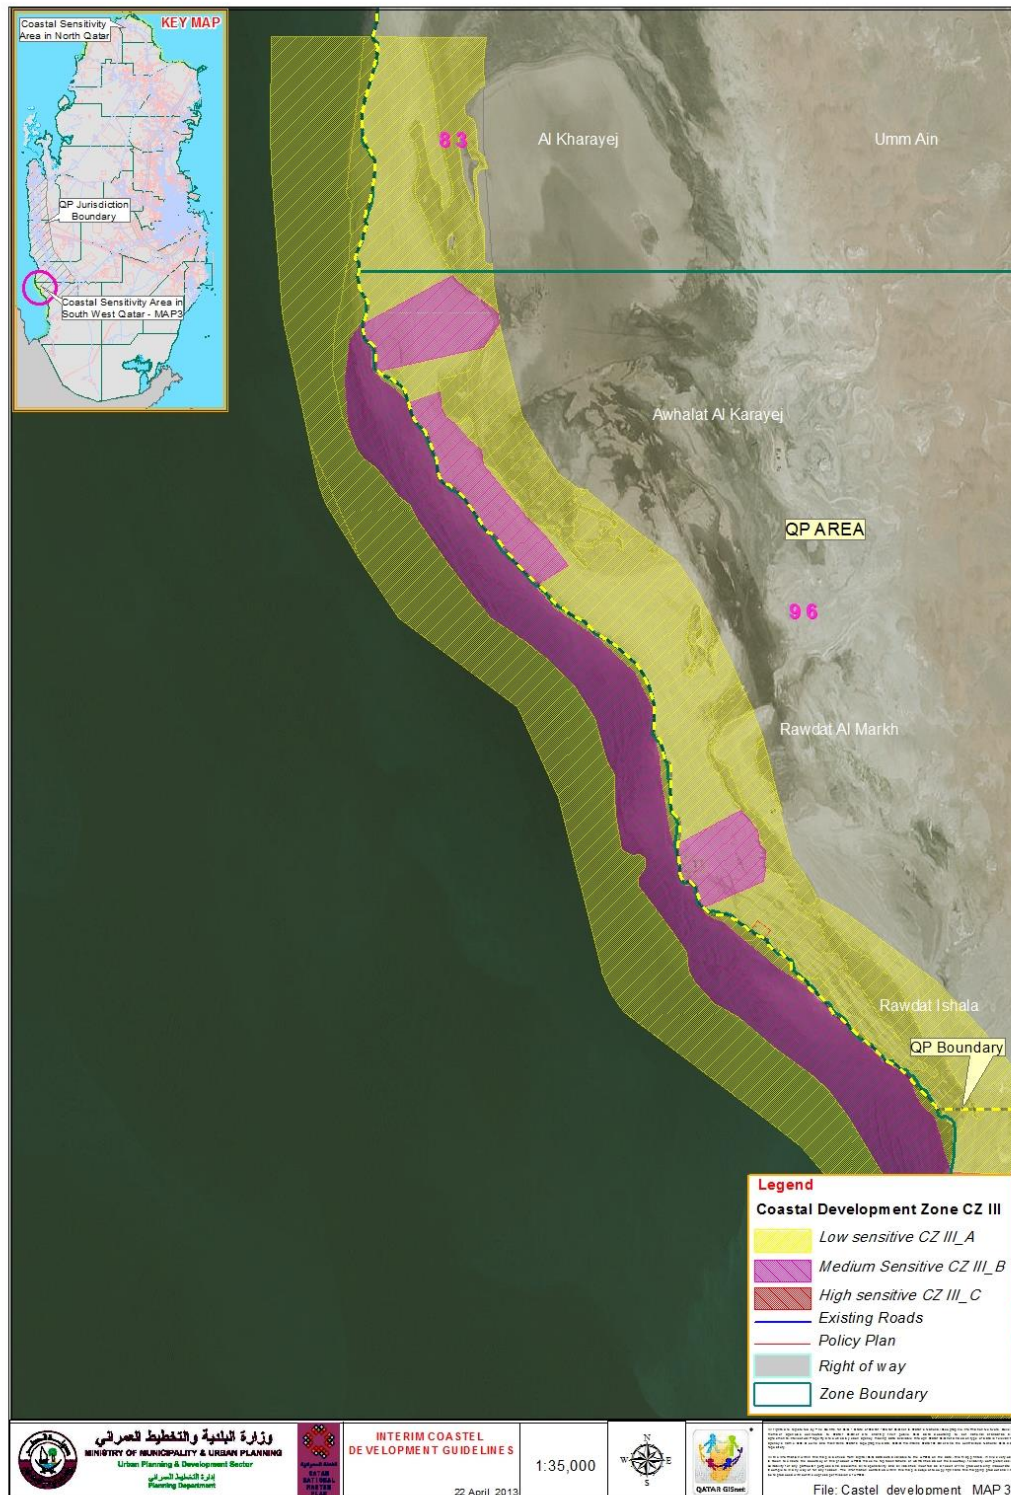 Coastal Sensitivity
Area in North Qatar
KEY MAP
QP Jurisdiction
Boundary
Coastal Sensitivity Area in
South West Qatar - MAP3
83
Al Kharayej
Umm Ain
Awhalat Al Karayej
QP AREA
96
Rawdat Al Markh
Rawdat Ishala
QP Boundary
Legend
Coastal Development Zone CZ III
Low sensitive CZ III_A
Medium Sensitive CZ III_B
High sensitive CZ III_C
Existing Roads
Policy Plan
Right of way
Zone Boundary
وزارة البلدية والتخطيط العمراني
MINISTRY OF MUNICIPALITY & URBAN PLANNING
Urban Planning & Development Sector
إدارة التخطيط العمراني
Planning Department
QATAR
NATIONAL
MASTER
PLAN
INTERIM COASTEL
DEVELOPMENT GUIDELINES
22 April, 2013
1:35,000
N
W
E
S
QATAR GISnet
File: Castel_development_MAP 3